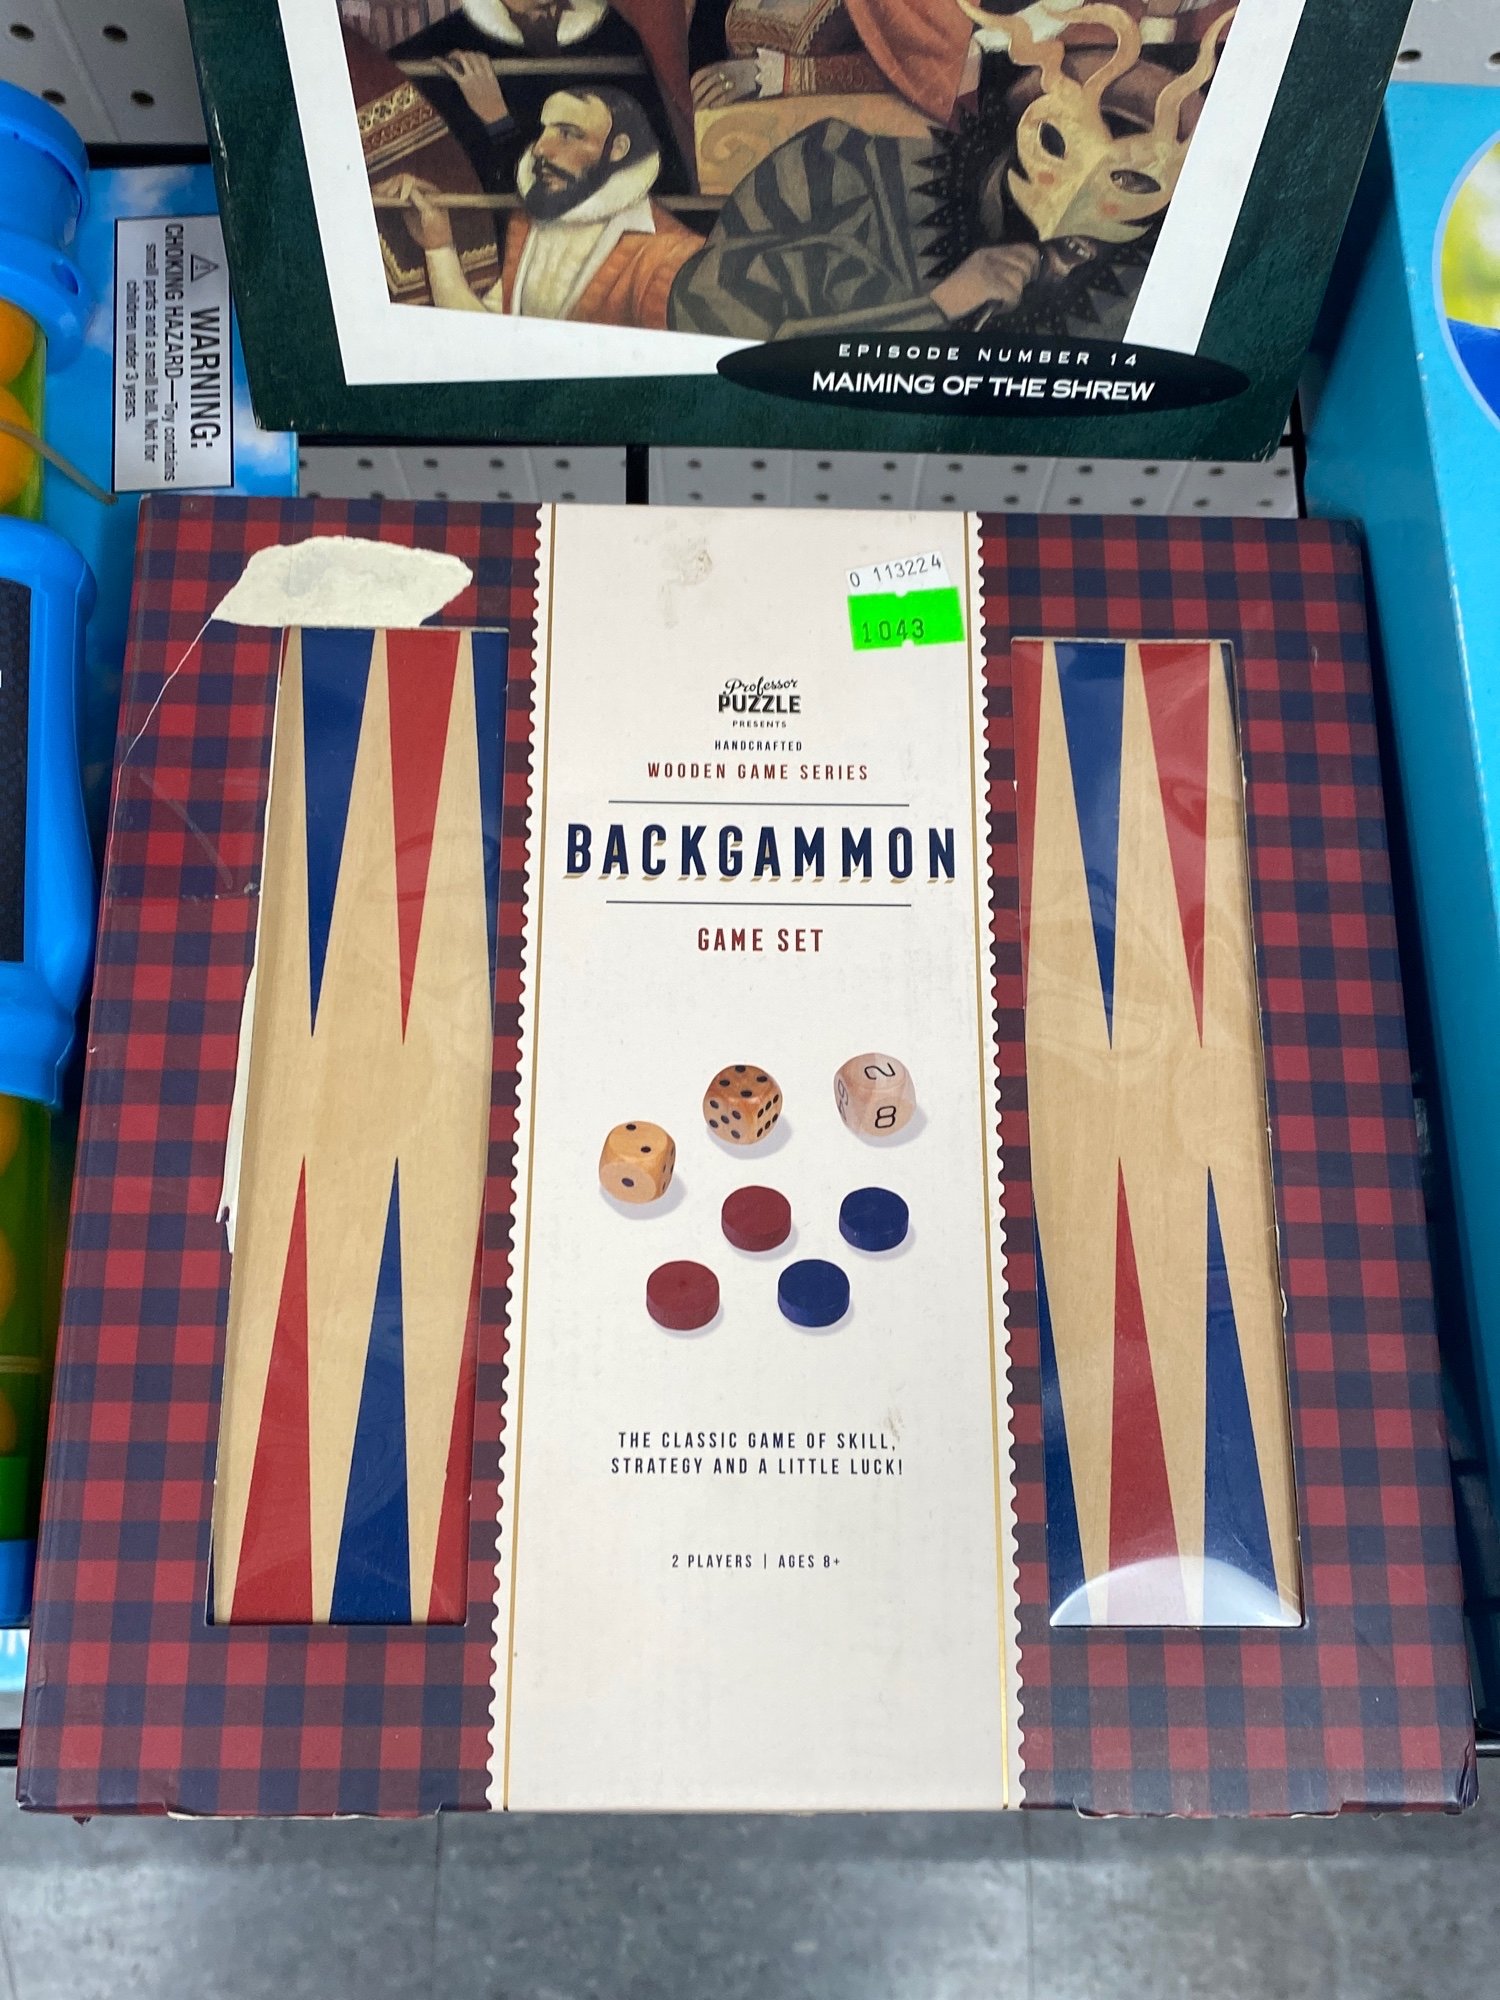 EPISODE NUMBER 14
MAIMING OF THE SHREW
WARNING:
CHOKING HAZARD—Toy contains
small parts and a small ball. Not for
children under 3 years.
0 113224
1043
Professor
PUZZLE
PRESENTS
HANDCRAFTED
WOODEN GAME SERIES
BACKGAMMON
GAME SET
2
8
THE CLASSIC GAME OF SKILL,
STRATEGY AND A LITTLE LUCK!
2 PLAYERS | AGES 8+